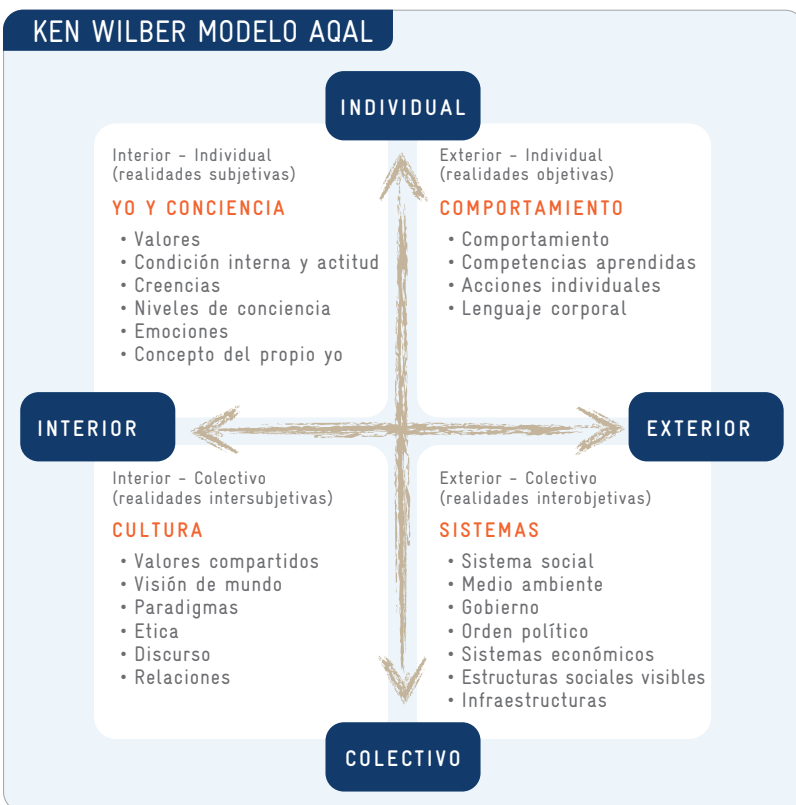 KEN WILBER MODELO AQAL
INDIVIDUAL
Interior - Individual
(realidades subjetivas)
YO Y CONCIENCIA
• Valores
• Condición interna y actitud
• Creencias
• Niveles de conciencia
• Emociones
• Concepto del propio yo
Exterior - Individual
(realidades objetivas)
COMPORTAMIENTO
• Comportamiento
• Competencias aprendidas
• Acciones individuales
• Lenguaje corporal
INTERIOR
EXTERIOR
Interior - Colectivo
(realidades intersubjetivas)
CULTURA
• Valores compartidos
• Visión de mundo
• Paradigmas
• Etica
• Discurso
• Relaciones
Exterior - Colectivo
(realidades interobjetivas)
SISTEMAS
• Sistema social
• Medio ambiente
• Gobierno
• Orden político
• Sistemas económicos
• Estructuras sociales visibles
• Infraestructuras
COLECTIVO